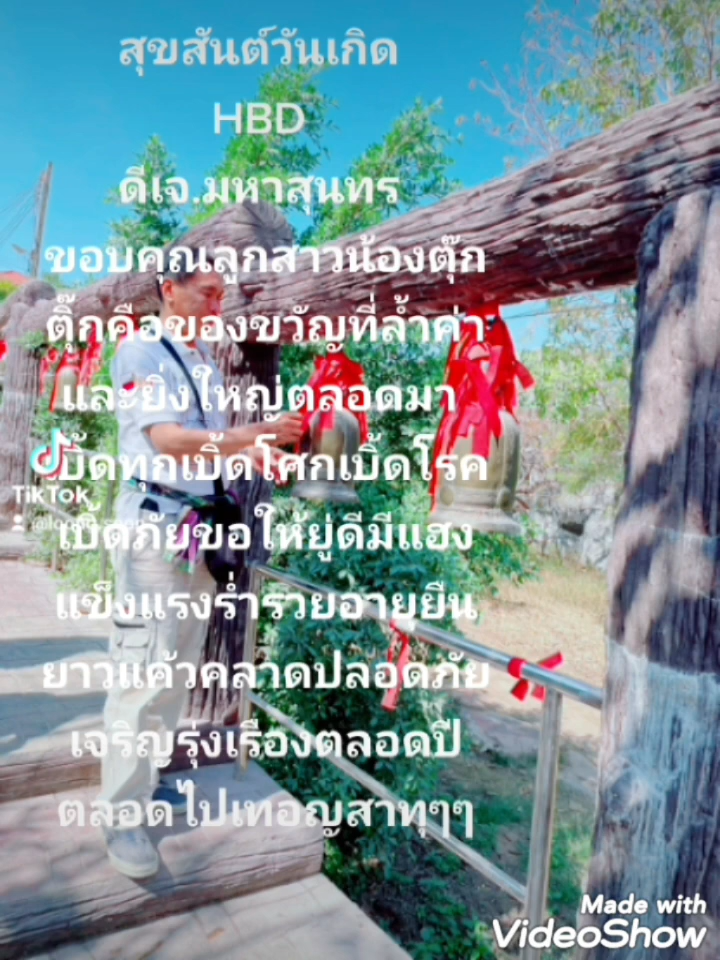 สุขสันต์วันเกิด
HBD
ดีเจ.มหาสุนทร
ขอบคุณลูกสาวน้องตุ๊ก
ตุ๊กคือของขวัญที่ล้ำค่า
และยิ่งใหญ่ตลอดมา
เบิ้ดทุกเบิ้ดโศกเบิ้ดโรค
เบิ้ดภัยขอให้ยู่ดีมีแฮง
แข็งแรงร่ำรวยอายุยืน
ยาวแค้วคลาดปลอดภัย
เจริญรุ่งเรืองตลอดปี
ตลอดไปเทอญสาทุๆๆ
TikTok
Made with
VideoShow